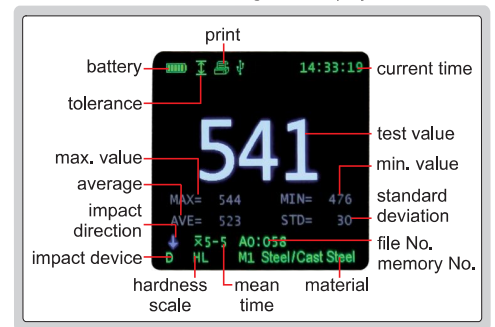 print
battery
14:33:19
current time
tolerance
541
test value
max. value
min. value
MAX= 544 MIN= 476
average
standard
deviation
AVE= 523 STD= 30
impact
direction
x̅5-5 A0:058
file No.
memory No.
impact device
D HL M1 Steel/Cast Steel
hardness
scale
mean
time
material